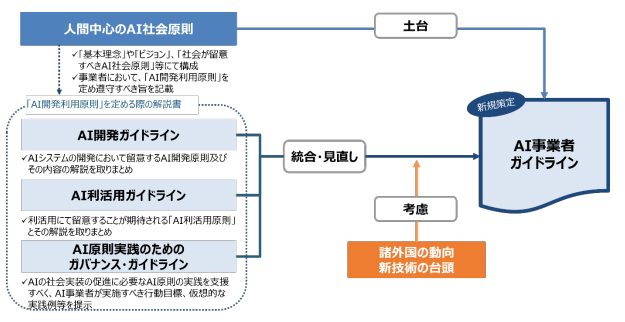 人間中心のAI社会原則
土台
✓「基本理念」や「ビジョン」、「社会が留意
すべきAI社会原則」等にて構成
✓事業者において、「AI開発利用原則」を
定め遵守すべき旨を記載
新規策定
「AI開発利用原則」を定める際の解説書
AI開発ガイドライン
✓AIシステムの開発において留意するAI開発原則及び
その内容の解説を取りまとめ
統合・見直し
AI事業者
ガイドライン
AI利活用ガイドライン
✓利活用にて留意することが期待される「AI利活用原則」
とその解説を取りまとめ
考慮
AI原則実践のための
ガバナンス・ガイドライン
諸外国の動向
新技術の台頭
✓AIの社会実装の促進に必要なAI原則の実践を支援
すべく、AI事業者が実施すべき行動目標、仮想的な
実践例等を提示